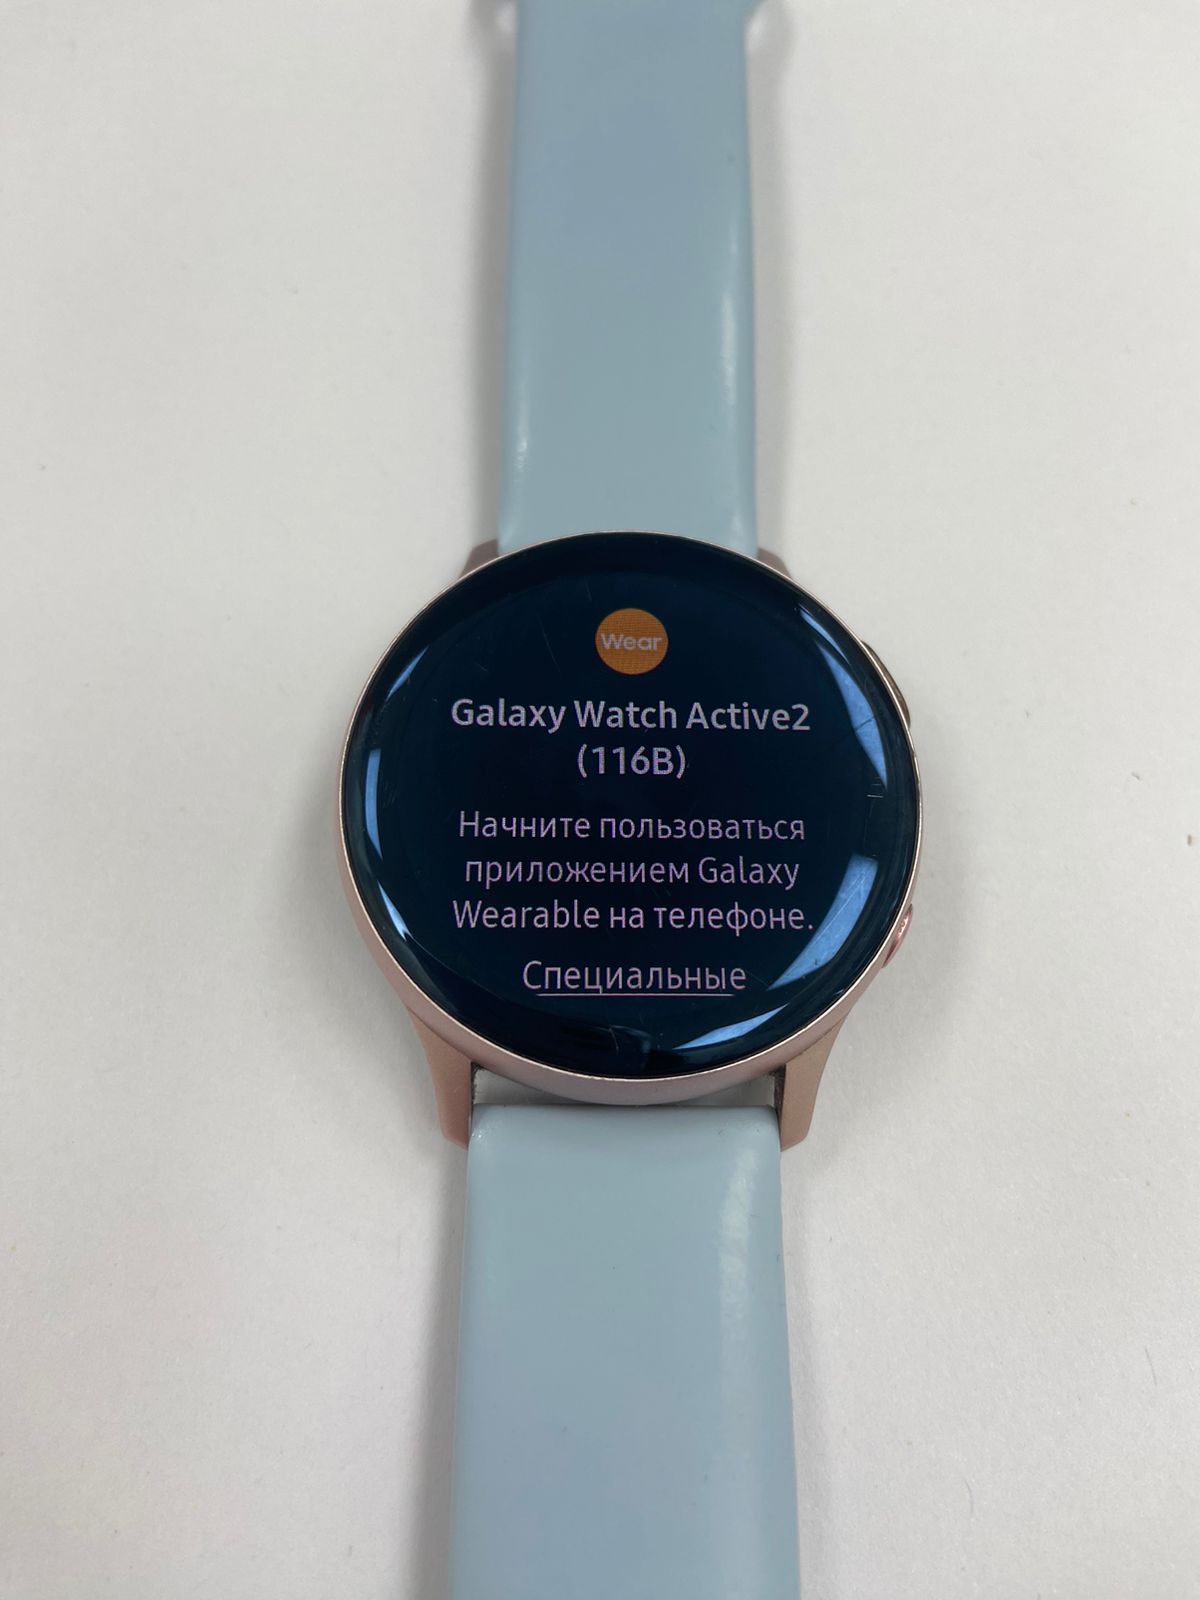 Wear
Galaxy Watch Active2
(116B)
Начните пользоваться
приложением Galaxy
Wearable на телефоне.
Специальные